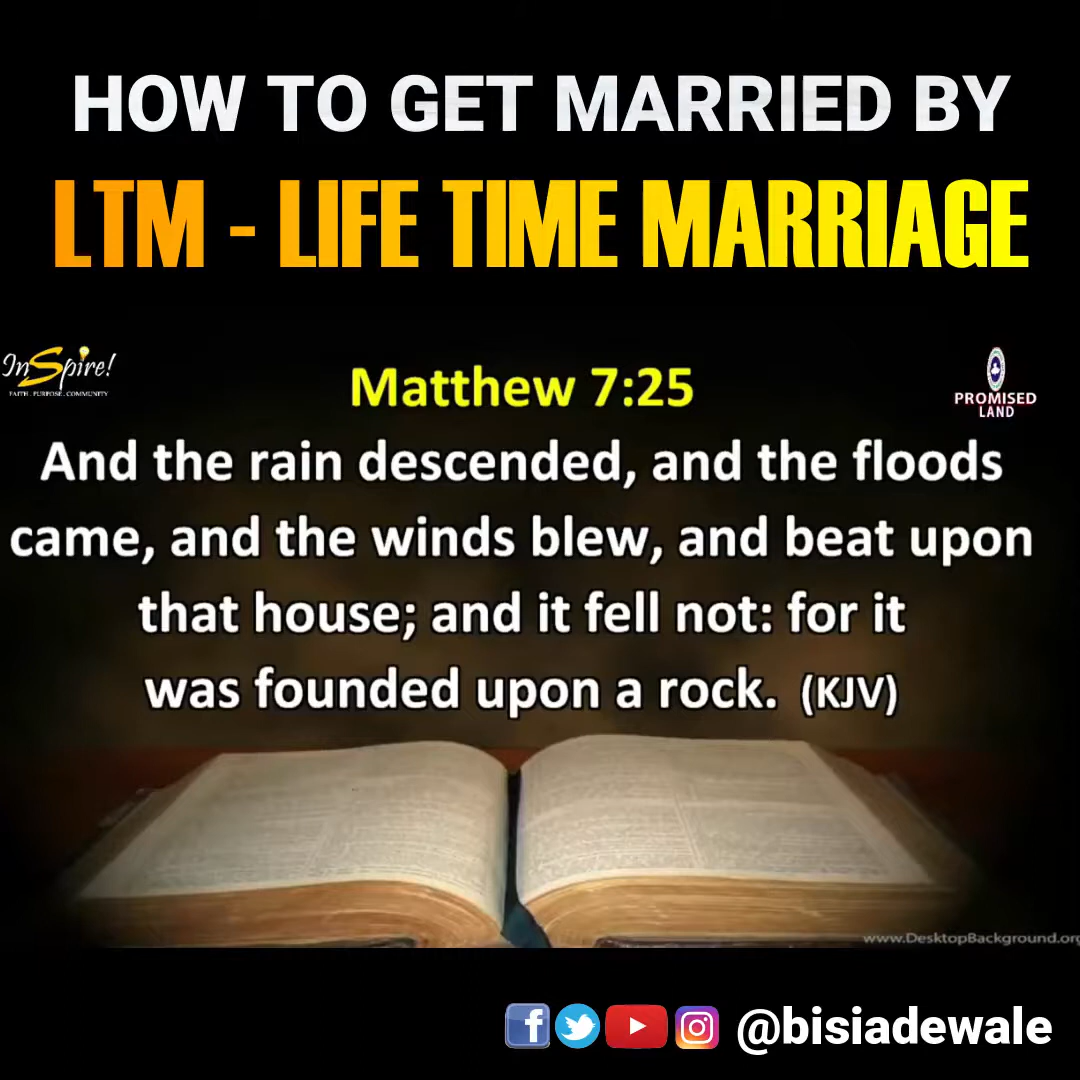 HOW TO GET MARRIED BY
LTM - LIFE TIME MARRIAGE
InSpire!
FAITH. PURPOSE. COMMUNITY
PROMISED
LAND
Matthew 7:25
And the rain descended, and the floods
came, and the winds blew, and beat upon
that house; and it fell not: for it
was founded upon a rock. (KJV)
www.DesktopBackground.org
@bisiadewale